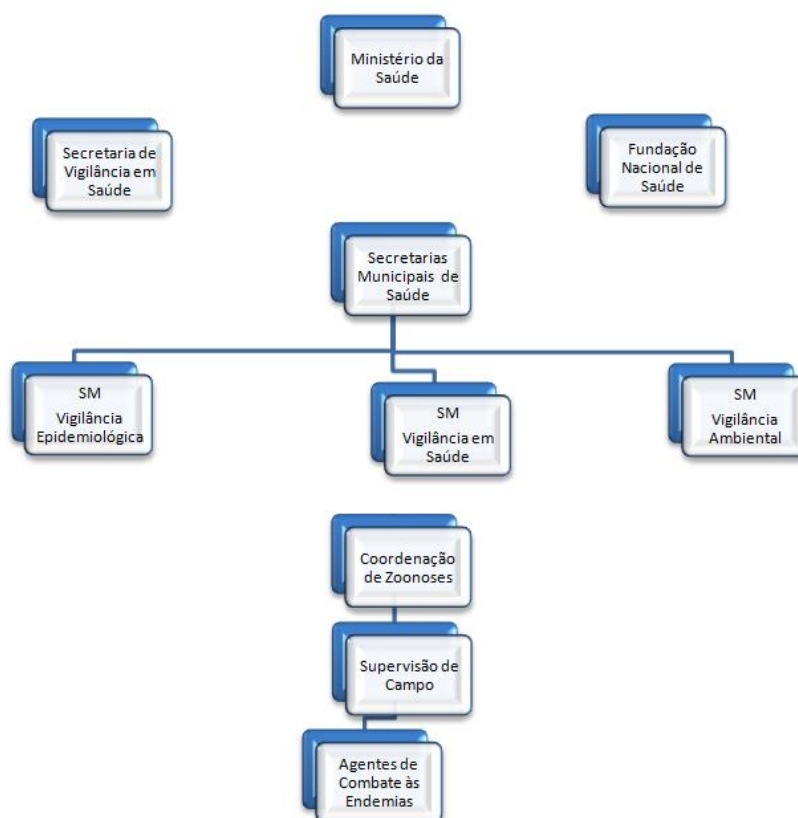 Ministério da
Saúde
Secretaria de
Vigilância em
Saúde
Fundação
Nacional de
Saúde
Secretarias
Municipais de
Saúde
SM
Vigilância
Epidemiológica
SM
Vigilância em
Saúde
SM
Vigilância
Ambiental
Coordenação
de Zoonoses
Supervisão de
Campo
Agentes de
Combate às
Endemias